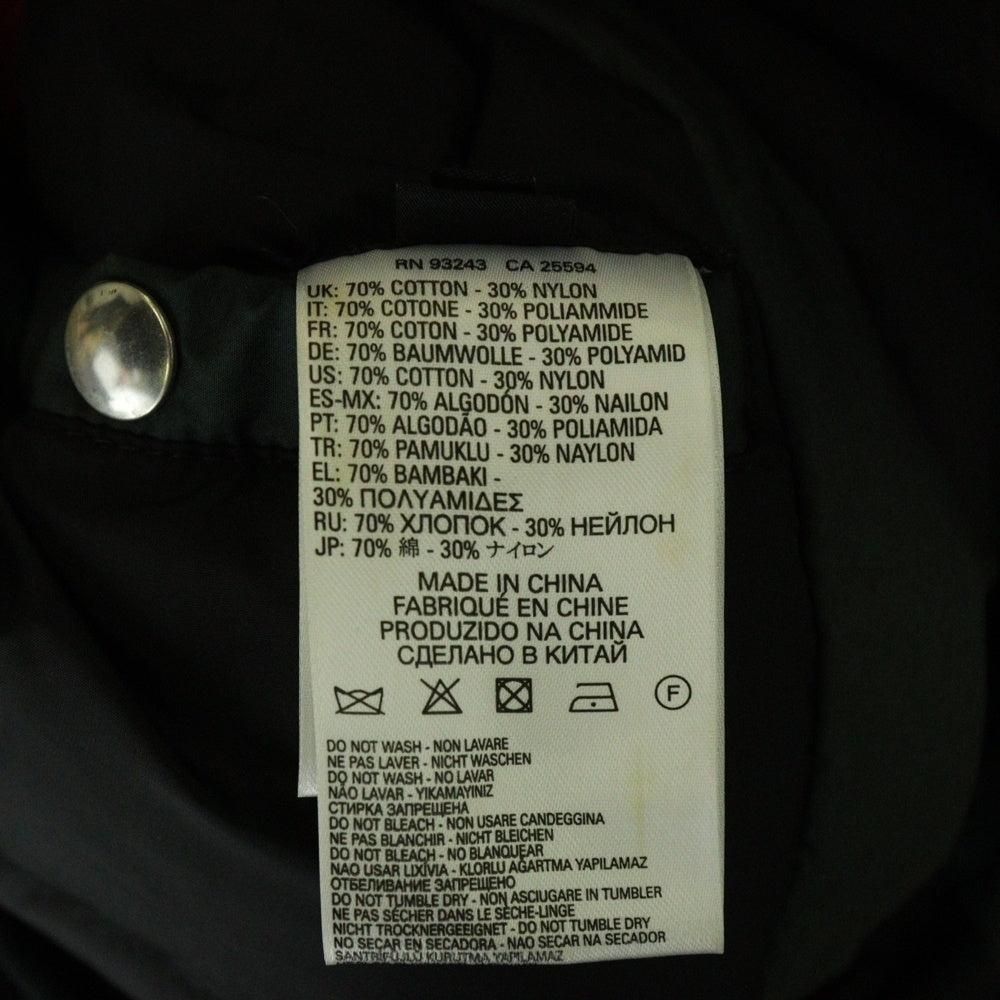 RN 93243 CA 25594
UK: 70% COTTON - 30% NYLON
IT: 70% COTONE - 30% POLIAMMIDE
FR: 70% COTON - 30% POLYAMIDE
DE: 70% BAUMWOLLE - 30% POLYAMID
US: 70% COTTON - 30% NYLON
ES-MX: 70% ALGODÓN - 30% NAILON
PT: 70% ALGODÃO - 30% POLIAMIDA
TR: 70% PAMUKLU - 30% NAYLON
EL: 70% BAMBAKI -
30% ΠΟΛΥΑΜΙΔΕΣ
RU: 70% ХЛОПОК - 30% НЕЙЛОН
JP: 70% 綿 - 30% ナイロン
MADE IN CHINA
FABRIQUÉ EN CHINE
PRODUZIDO NA CHINA
СДЕЛАНО В КИТАЙ
F
DO NOT WASH - NON LAVARE
NE PAS LAVER - NICHT WASCHEN
DO NOT WASH - NO LAVAR
NÃO LAVAR - YIKAMAYINIZ
СТИРКА ЗАПРЕЩЕНА
DO NOT BLEACH - NON USARE CANDEGGINA
NE PAS BLANCHIR - NICHT BLEICHEN
DO NOT BLEACH - NO BLANQUEAR
NAO USAR LIXÍVIA - KLORLU AĞARTMA YAPILAMAZ
ОТБЕЛИВАНИЕ ЗАПРЕЩЕНО
DO NOT TUMBLE DRY - NON ASCIUGARE IN TUMBLER
NE PAS SÉCHER DANS LE SÈCHE-LINGE
NICHT TROCKNERGEEIGNET - DO NOT TUMBLE DRY
NO SECAR EN SECADORA - NAO SECAR NA SECADOR
SANTRİFÜJLÜ KURUTMA YAPILAMAZ